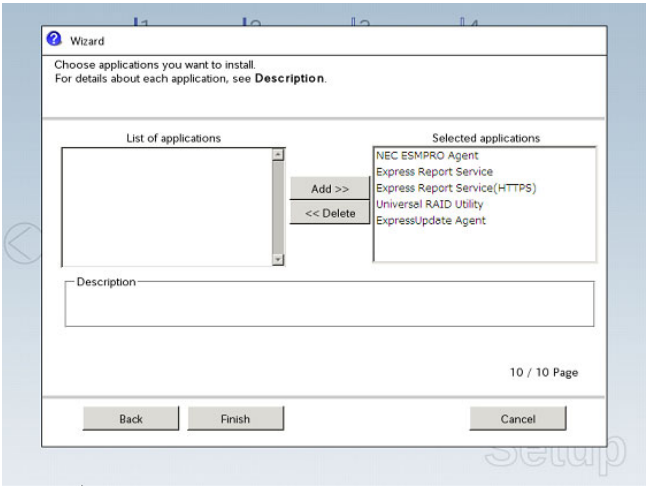 Wizard
Choose applications you want to install.
For details about each application, see Description.
List of applications
Selected applications
NEC ESMPRO Agent
Express Report Service
Express Report Service(HTTPS)
Universal RAID Utility
ExpressUpdate Agent
Add >>
<< Delete
Description
10 / 10 Page
Back
Finish
Cancel
Setup